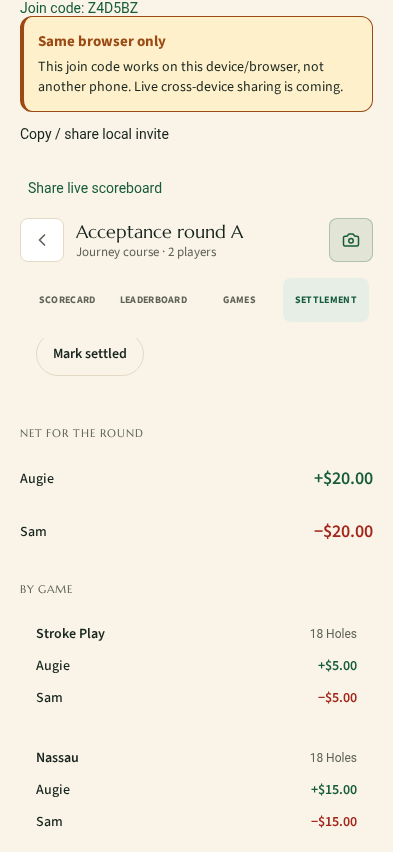 Join code: Z4D5BZ
Same browser only
This join code works on this device/browser, not
another phone. Live cross-device sharing is coming.
Copy / share local invite
Share live scoreboard
Acceptance round A
Journey course · 2 players
SCORECARD LEADERBOARD GAMES SETTLEMENT
Mark settled
NET FOR THE ROUND
Augie +$20.00
Sam −$20.00
BY GAME
Stroke Play 18 Holes
Augie +$5.00
Sam −$5.00
Nassau 18 Holes
Augie +$15.00
Sam −$15.00